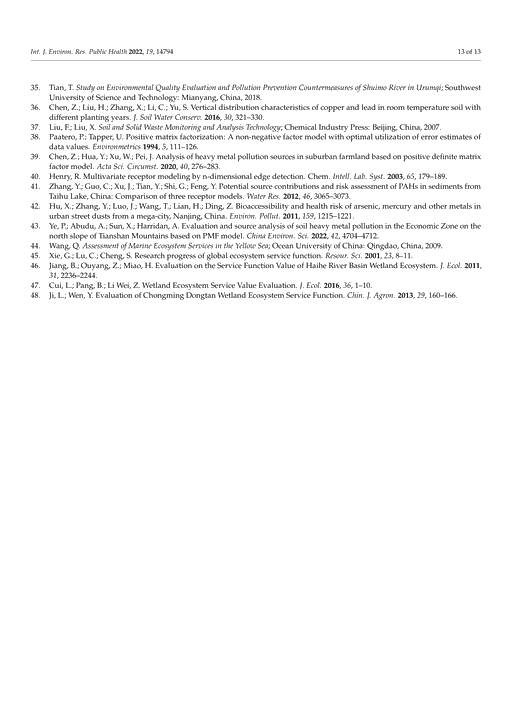 Int. J. Environ. Res. Public Health 2022, 19, 14794
13 of 13
35. Tian, T. Study on Environmental Quality Evaluation and Pollution Prevention Countermeasures of Shuimo River in Urumqi; Southwest
University of Science and Technology: Mianyang, China, 2018.
36. Chen, Z.; Liu, H.; Zhang, X.; Li, C.; Yu, S. Vertical distribution characteristics of copper and lead in room temperature soil with
different planting years. J. Soil Water Conserv. 2016, 30, 321–330.
37. Liu, F.; Liu, X. Soil and Solid Waste Monitoring and Analysis Technology; Chemical Industry Press: Beijing, China, 2007.
38. Paatero, P.; Tapper, U. Positive matrix factorization: A non-negative factor model with optimal utilization of error estimates of
data values. Environmetrics 1994, 5, 111–126.
39. Chen, Z.; Hua, Y.; Xu, W.; Pei, J. Analysis of heavy metal pollution sources in suburban farmland based on positive definite matrix
factor model. Acta Sci. Circumst. 2020, 40, 276–283.
40. Henry, R. Multivariate receptor modeling by n-dimensional edge detection. Chem. Intell. Lab. Syst. 2003, 65, 179–189.
41. Zhang, Y.; Guo, C.; Xu, J.; Tian, Y.; Shi, G.; Feng, Y. Potential source contributions and risk assessment of PAHs in sediments from
Taihu Lake, China: Comparison of three receptor models. Water Res. 2012, 46, 3065–3073.
42. Hu, X.; Zhang, Y.; Luo, J.; Wang, T.; Lian, H.; Ding, Z. Bioaccessibility and health risk of arsenic, mercury and other metals in
urban street dusts from a mega-city, Nanjing, China. Environ. Pollut. 2011, 159, 1215–1221.
43. Ye, P.; Abudu, A.; Sun, X.; Harridan, A. Evaluation and source analysis of soil heavy metal pollution in the Economic Zone on the
north slope of Tianshan Mountains based on PMF model. China Environ. Sci. 2022, 42, 4704–4712.
44. Wang, Q. Assessment of Marine Ecosystem Services in the Yellow Sea; Ocean University of China: Qingdao, China, 2009.
45. Xie, G.; Lu, C.; Cheng, S. Research progress of global ecosystem service function. Resour. Sci. 2001, 23, 8–11.
46. Jiang, B.; Ouyang, Z.; Miao, H. Evaluation on the Service Function Value of Haihe River Basin Wetland Ecosystem. J. Ecol. 2011,
31, 2236–2244.
47. Cui, L.; Pang, B.; Li Wei, Z. Wetland Ecosystem Service Value Evaluation. J. Ecol. 2016, 36, 1–10.
48. Ji, L.; Wen, Y. Evaluation of Chongming Dongtan Wetland Ecosystem Service Function. Chin. J. Agron. 2013, 29, 160–166.